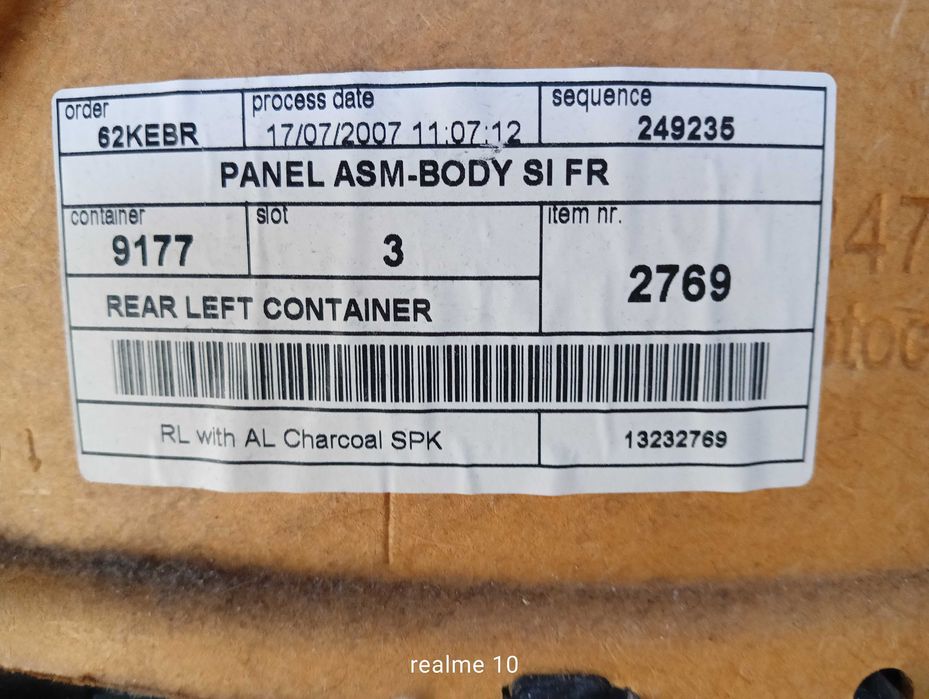 order process date sequence
62KEBR 17/07/2007 11:07:12 249235
PANEL ASM-BODY SI FR
container slot item nr.
9177 3 2769
REAR LEFT CONTAINER
RL with AL Charcoal SPK 13232769
47
realme 10